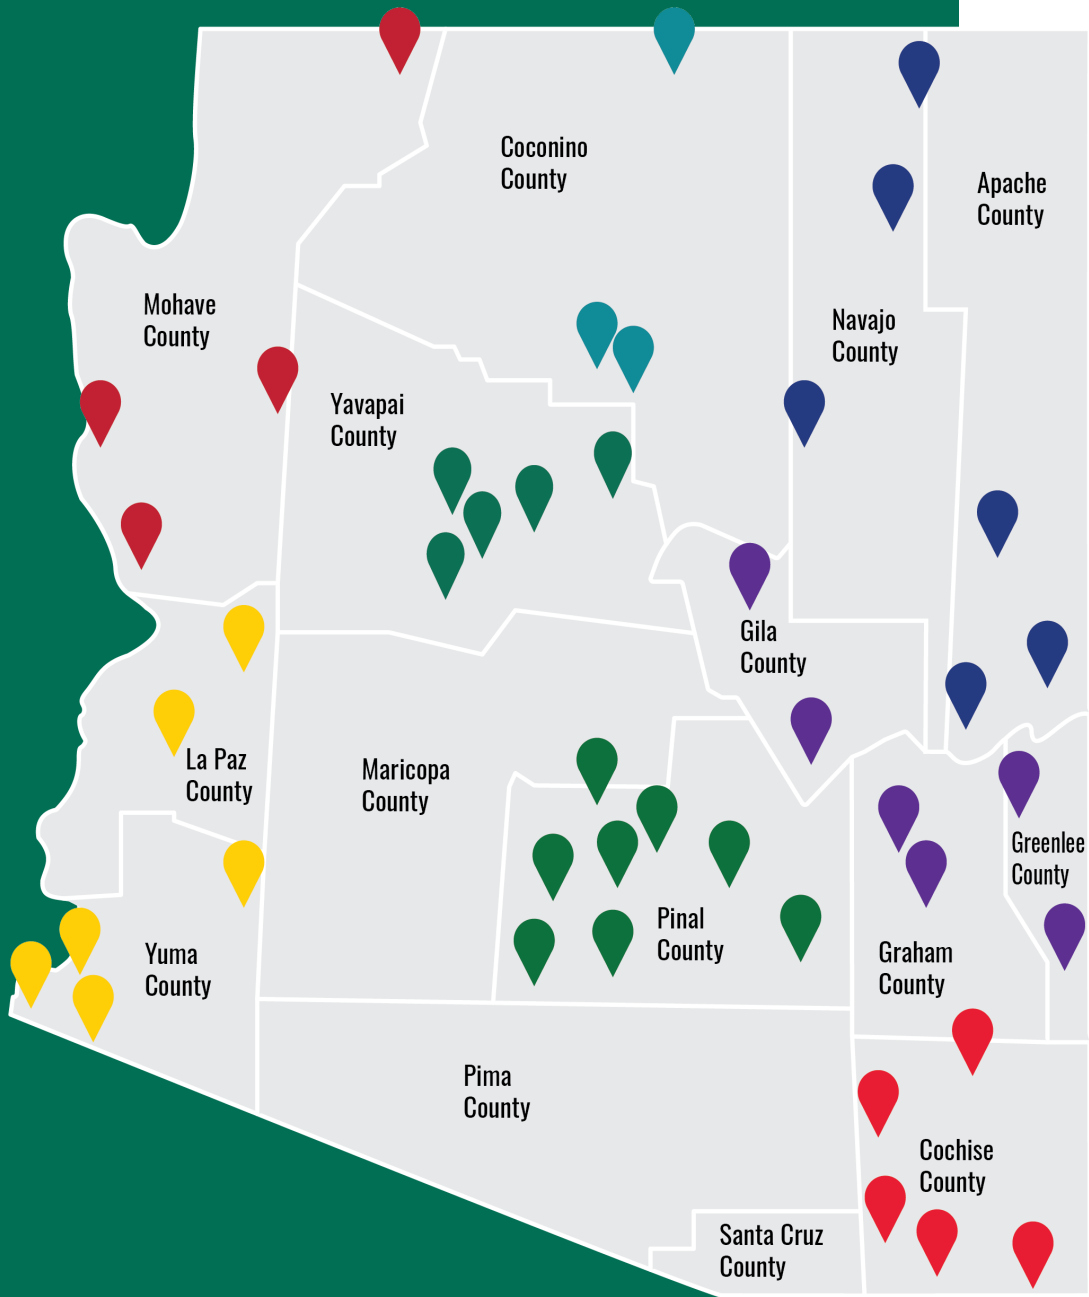 Coconino
County
Apache
County
Mohave
County
Navajo
County
Yavapai
County
Gila
County
La Paz
County
Maricopa
County
Greenlee
County
Pinal
County
Graham
County
Yuma
County
Pima
County
Cochise
County
Santa Cruz
County